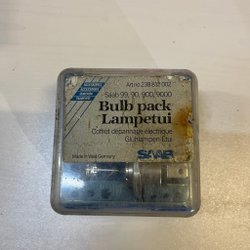 Art no 238 832 002
Saab 99, 90, 900, 9000
Bulb pack
Lampetui
Coffret dépannage électrique
Glühlampen-Etui
Made in West Germany
SAAB